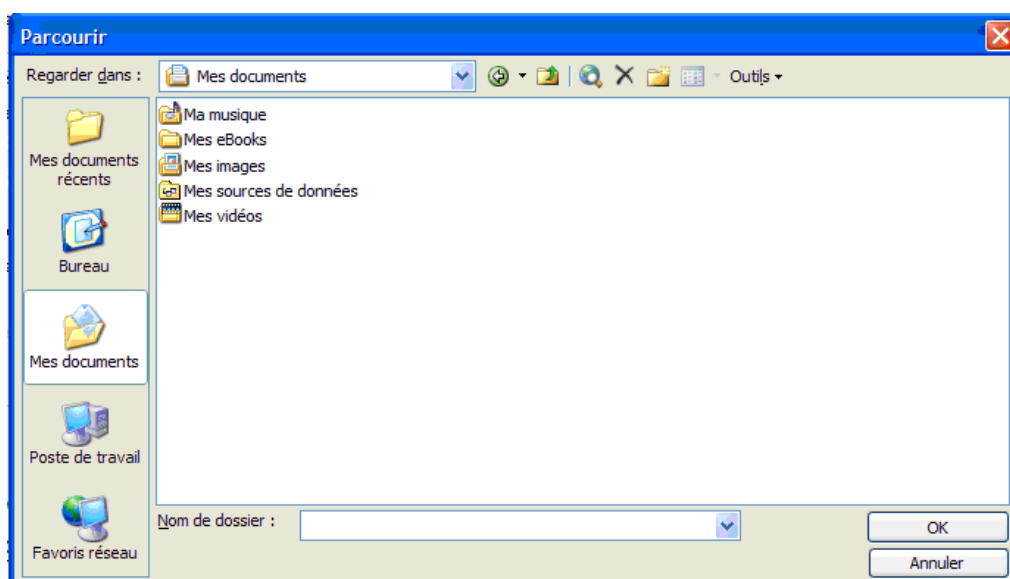 Parcourir
Regarder dans :
Mes documents
Outils
Mes documents
récents
Bureau
Mes documents
Poste de travail
Favoris réseau
Ma musique
Mes eBooks
Mes images
Mes sources de données
Mes vidéos
Nom de dossier :
OK
Annuler